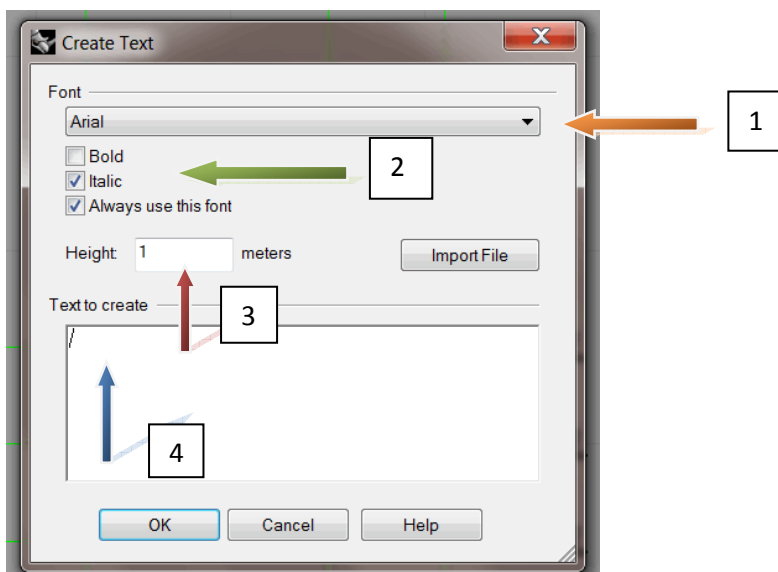 Create Text
Font
Arial
1
Bold
2
Italic
Always use this font
Height: 1 meters
Import File
Text to create
3
4
OK Cancel Help